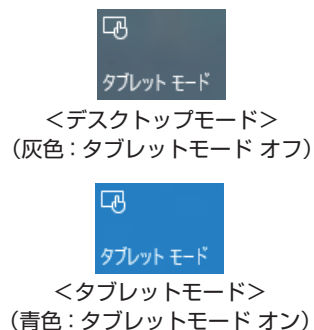 タブレット モード
＜デスクトップモード＞
（灰色：タブレットモード オフ）
タブレット モード
＜タブレットモード＞
（青色：タブレットモード オン）